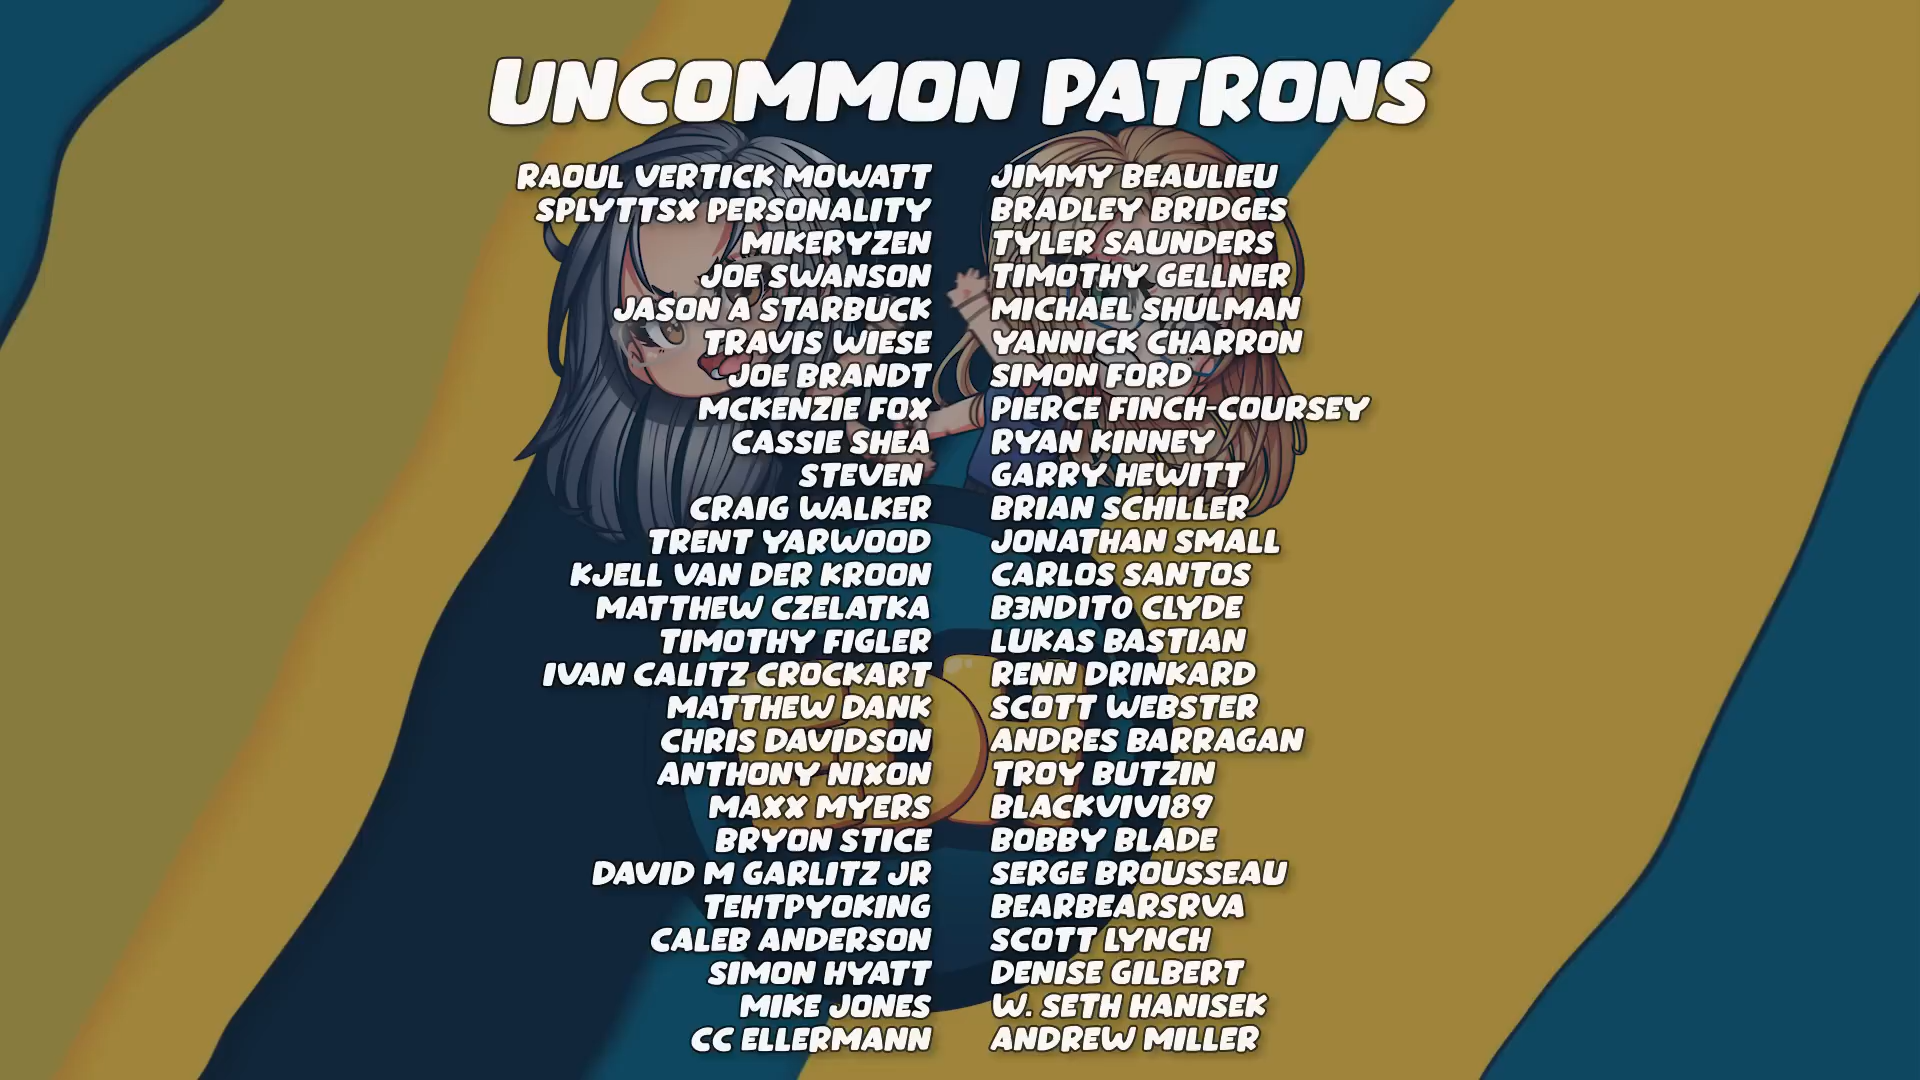 UNCOMMON PATRONS
RAOUL VERTICK MOWATT
SPLYTTSX PERSONALITY
MIKERYZEN
JOE SWANSON
JASON A STARBUCK
TRAVIS WIESE
JOE BRANDT
MCKENZIE FOX
CASSIE SHEA
STEVEN
CRAIG WALKER
TRENT YARWOOD
KJELL VAN DER KROON
MATTHEW CZELATKA
TIMOTHY FIGLER
IVAN CALITZ CROCKART
MATTHEW DANK
CHRIS DAVIDSON
ANTHONY NIXON
MAXX MYERS
BRYON STICE
DAVID M GARLITZ JR
TEHTPYOKING
CALEB ANDERSON
SIMON HYATT
MIKE JONES
CC ELLERMANN
JIMMY BEAULIEU
BRADLEY BRIDGES
TYLER SAUNDERS
TIMOTHY GELLNER
MICHAEL SHULMAN
YANNICK CHARRON
SIMON FORD
PIERCE FINCH-COURSEY
RYAN KINNEY
GARRY HEWITT
BRIAN SCHILLER
JONATHAN SMALL
CARLOS SANTOS
B3ND1T0 CLYDE
LUKAS BASTIAN
RENN DRINKARD
SCOTT WEBSTER
ANDRES BARRAGAN
TROY BUTZIN
BLACKVIVI89
BOBBY BLADE
SERGE BROUSSEAU
BEARBEARSRVA
SCOTT LYNCH
DENISE GILBERT
W. SETH HANISEK
ANDREW MILLER